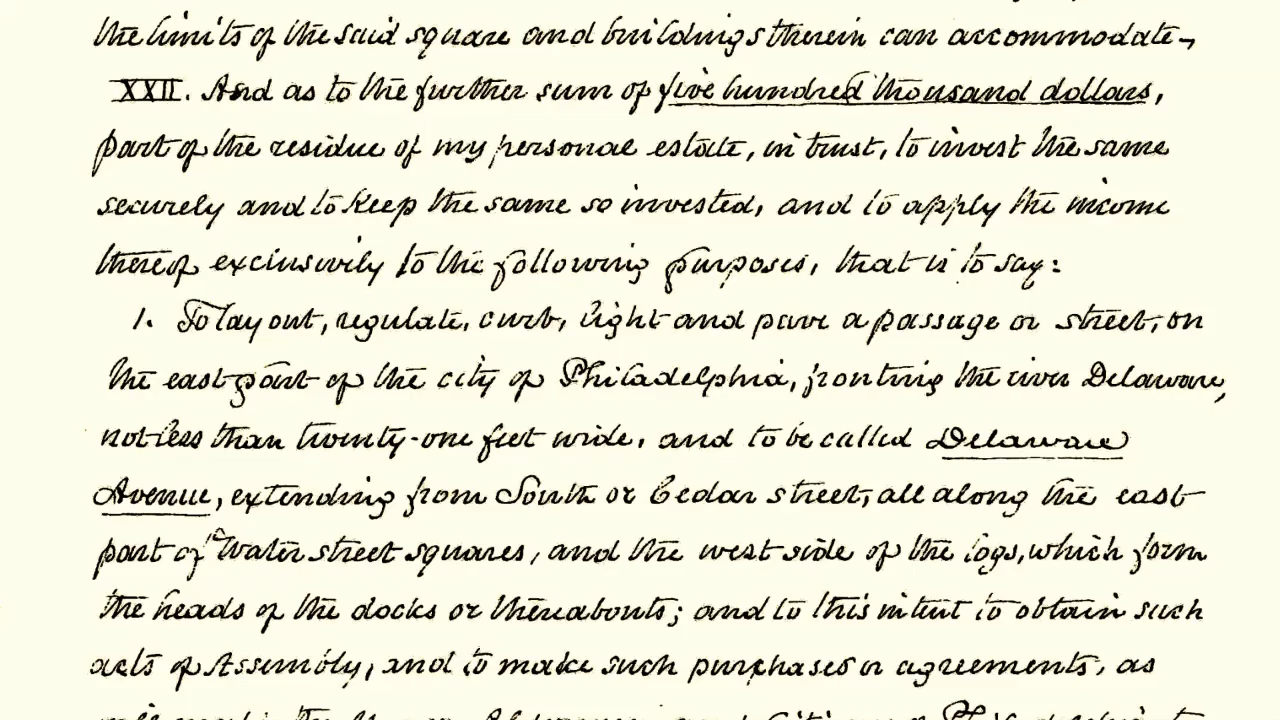 the limits of the said square and buildings therein can accommodate,
XXII. And as to the further sum of five hundred thousand dollars,
part of the residue of my personal estate, in trust, to invest the same
securely and to keep the same so invested, and to apply the income
thereof exclusively to the following purposes, that is to say:
1. To lay out, regulate, curb, light and pave a passage or street, on
the east part of the city of Philadelphia, fronting the river Delaware,
not less than twenty-one feet wide, and to be called Delaware
Avenue, extending from South or Cedar street, all along the east
part of Water street squares, and the west side of the logs, which form
the heads of the docks or thereabouts; and to this intent to obtain such
acts of Assembly, and to make such purchases or agreements, as